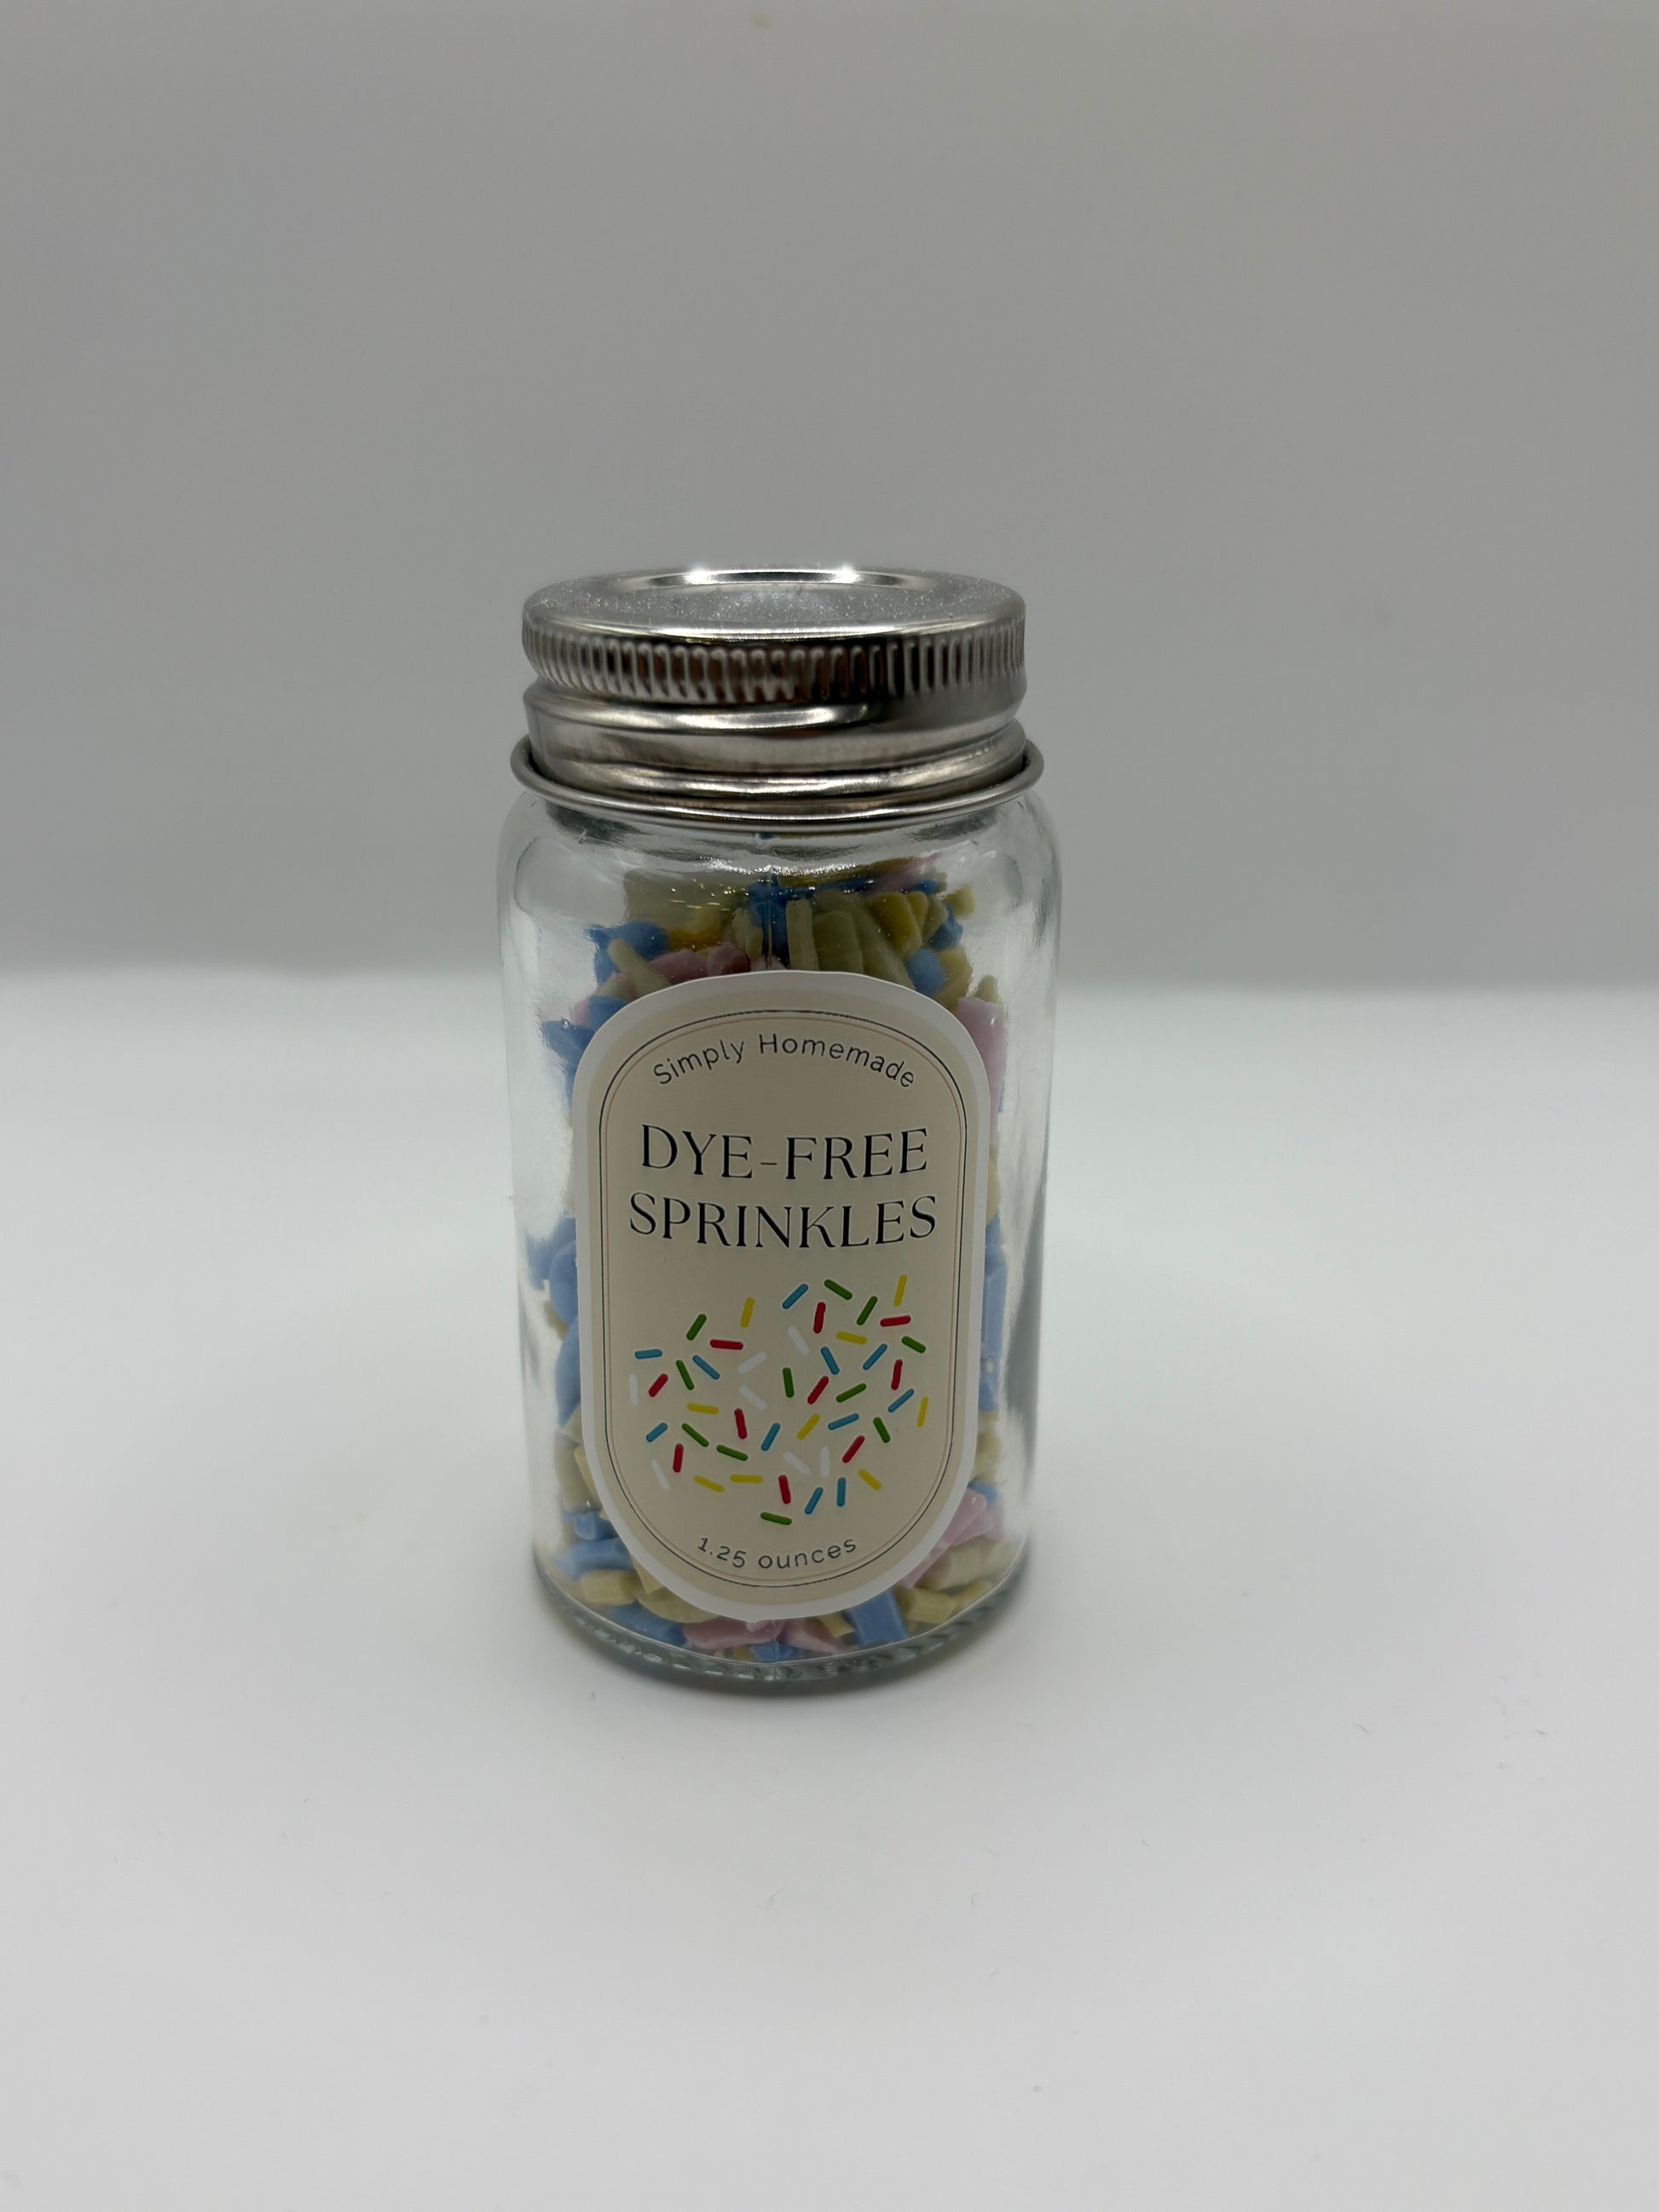 Simply Homemade
DYE-FREE
SPRINKLES
1.25 ounces